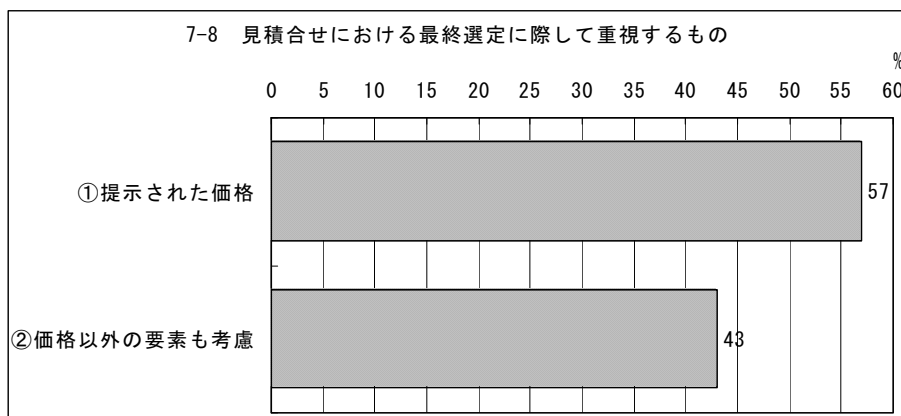 7-8 見積合せにおける最終選定に際して重視するもの
%
0 5 10 15 20 25 30 35 40 45 50 55 60
①提示された価格 57
②価格以外の要素も考慮 43